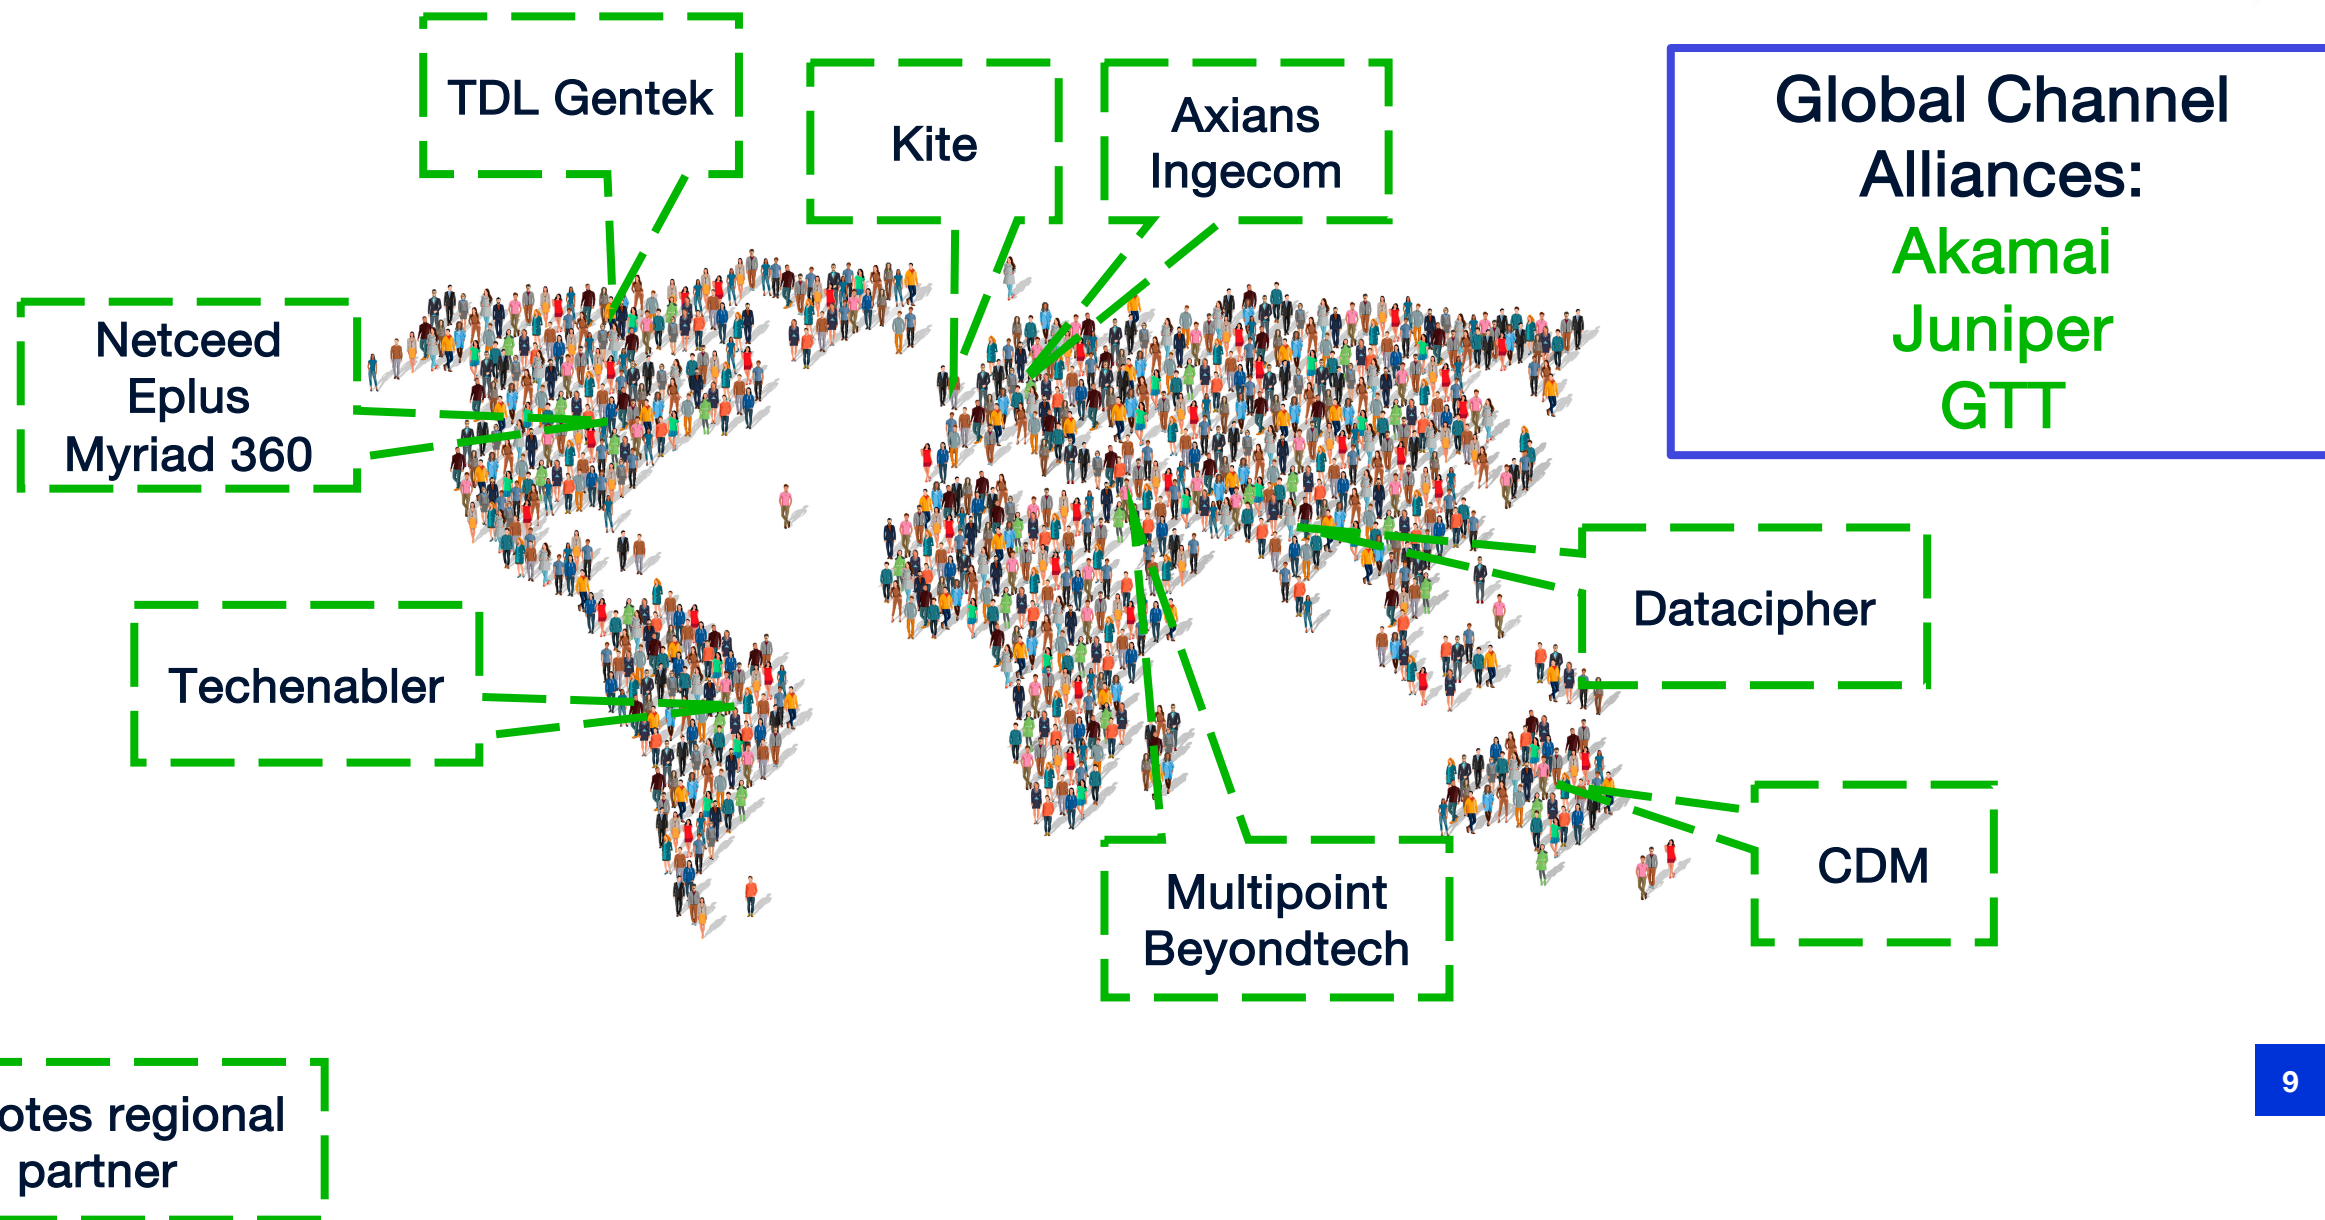 TDL Gentek
Kite
Axians
Ingecom
Global Channel
Alliances:
Akamai
Juniper
GTT
Netceed
Eplus
Myriad 360
Datacipher
Techenabler
CDM
Multipoint
Beyondtech
otes regional
partner
9